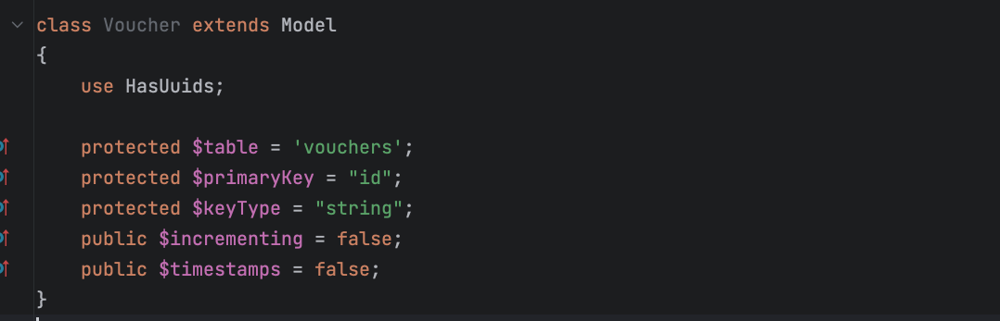 class Voucher extends Model
{
    use HasUuids;

    protected $table = 'vouchers';
    protected $primaryKey = "id";
    protected $keyType = "string";
    public $incrementing = false;
    public $timestamps = false;
}